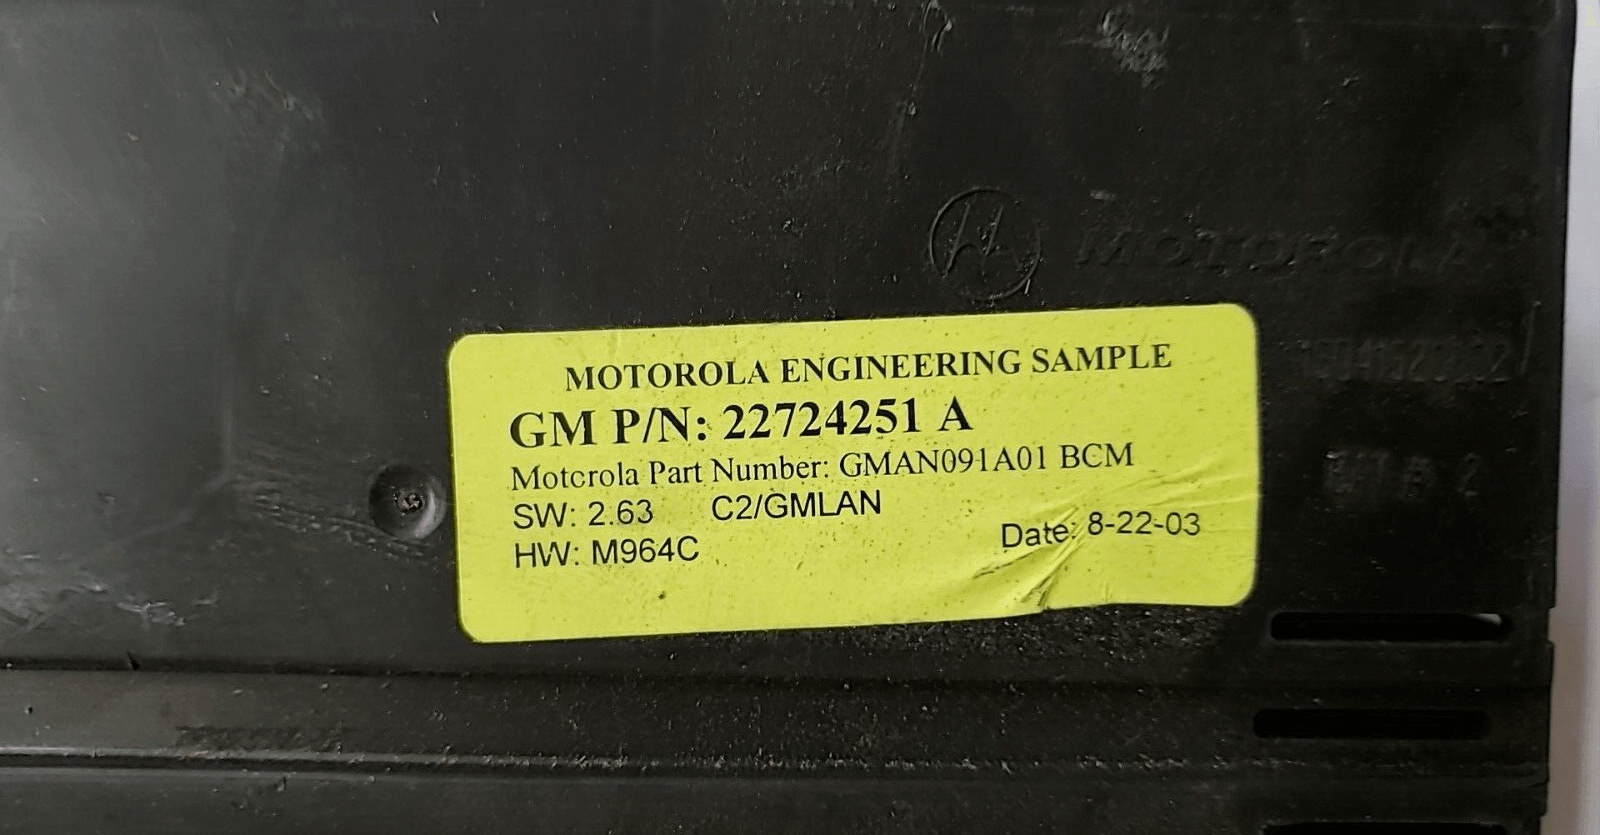 MOTOROLA
MOTOROLA ENGINEERING SAMPLE
GM P/N: 22724251 A
Motorola Part Number: GMAN091A01 BCM
SW: 2.63 C2/GMLAN
HW: M964C
Date: 8-22-03